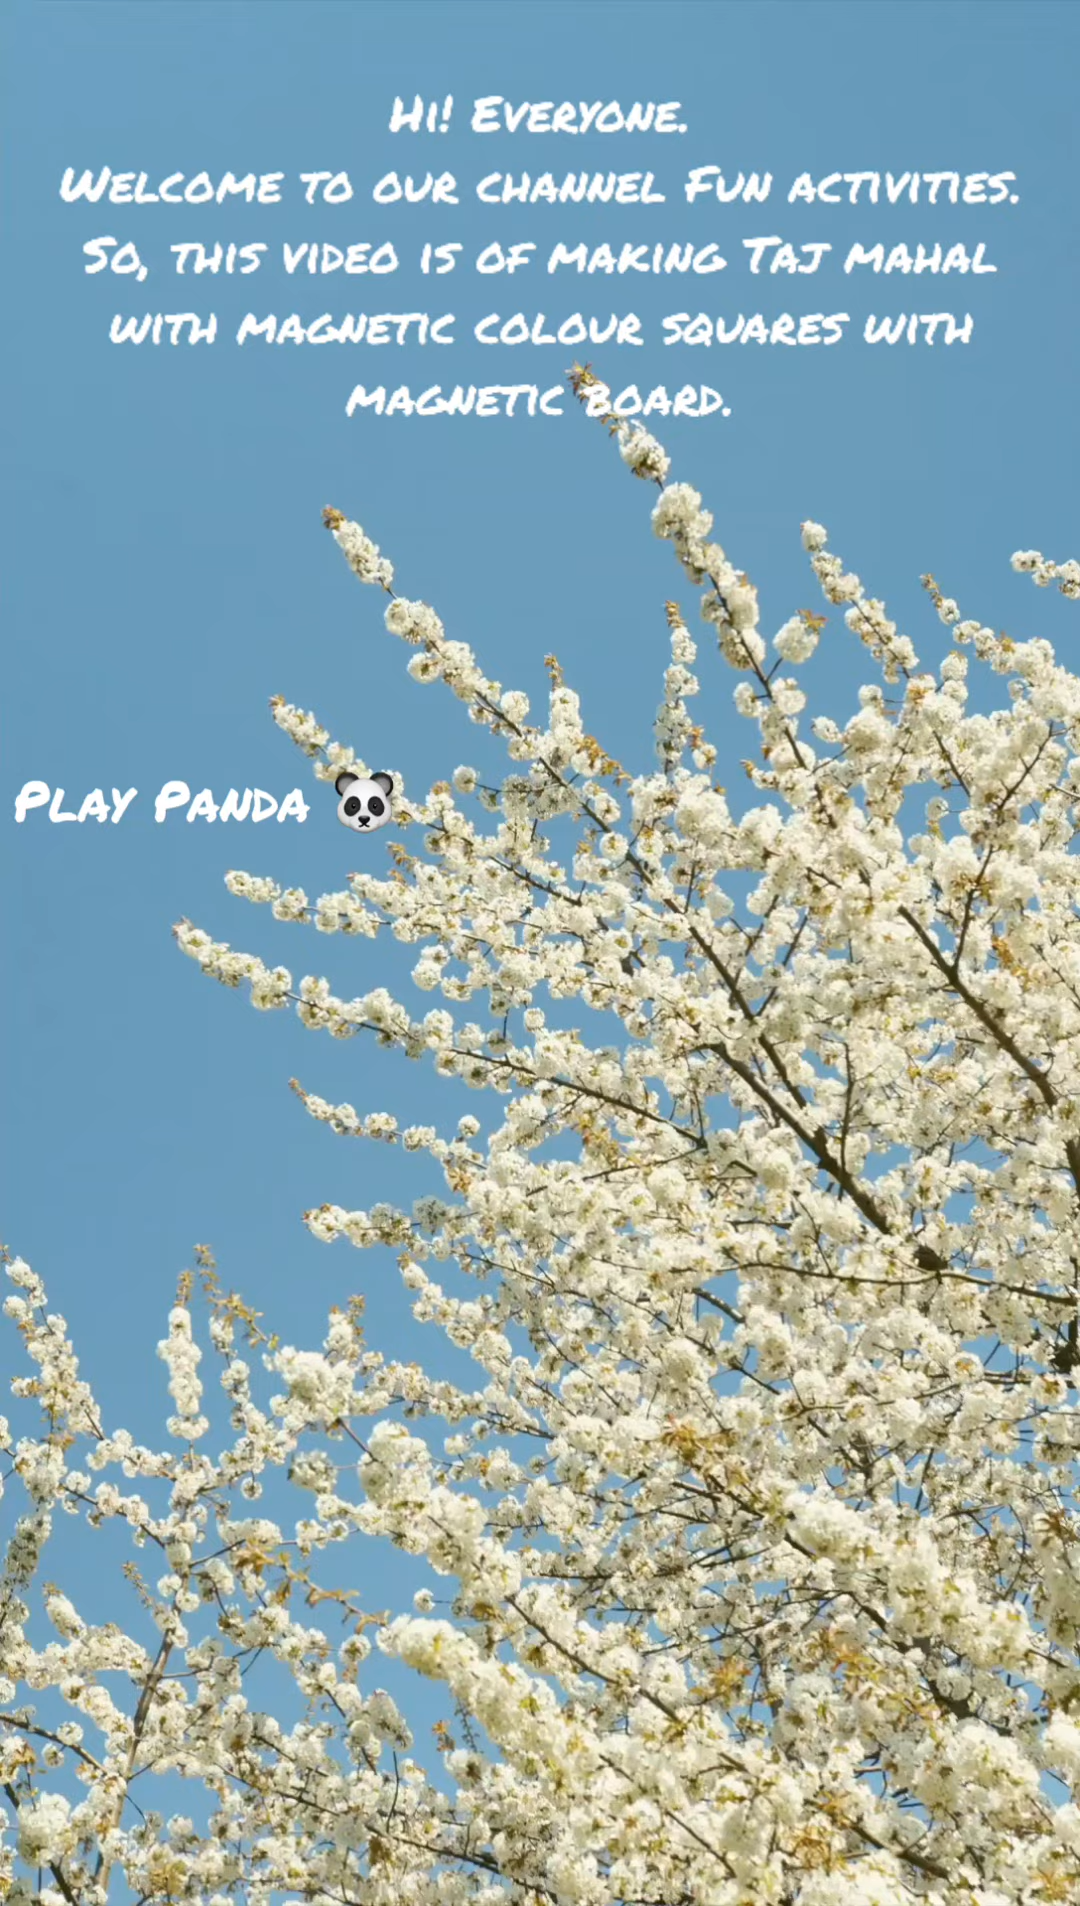 Hi! Everyone.
Welcome to our channel Fun activities.
So, this video is of making Taj mahal
with magnetic colour squares with
magnetic board.
Play Panda 🐼